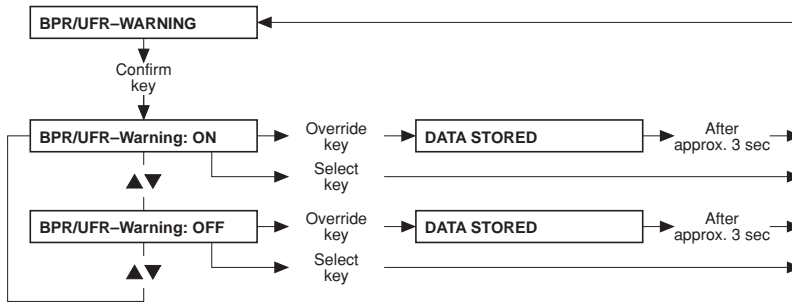 BPR/UFR–WARNING
Confirm
key
BPR/UFR–Warning: ON
Override
key
DATA STORED
After
approx. 3 sec
Select
key
BPR/UFR–Warning: OFF
Override
key
DATA STORED
After
approx. 3 sec
Select
key